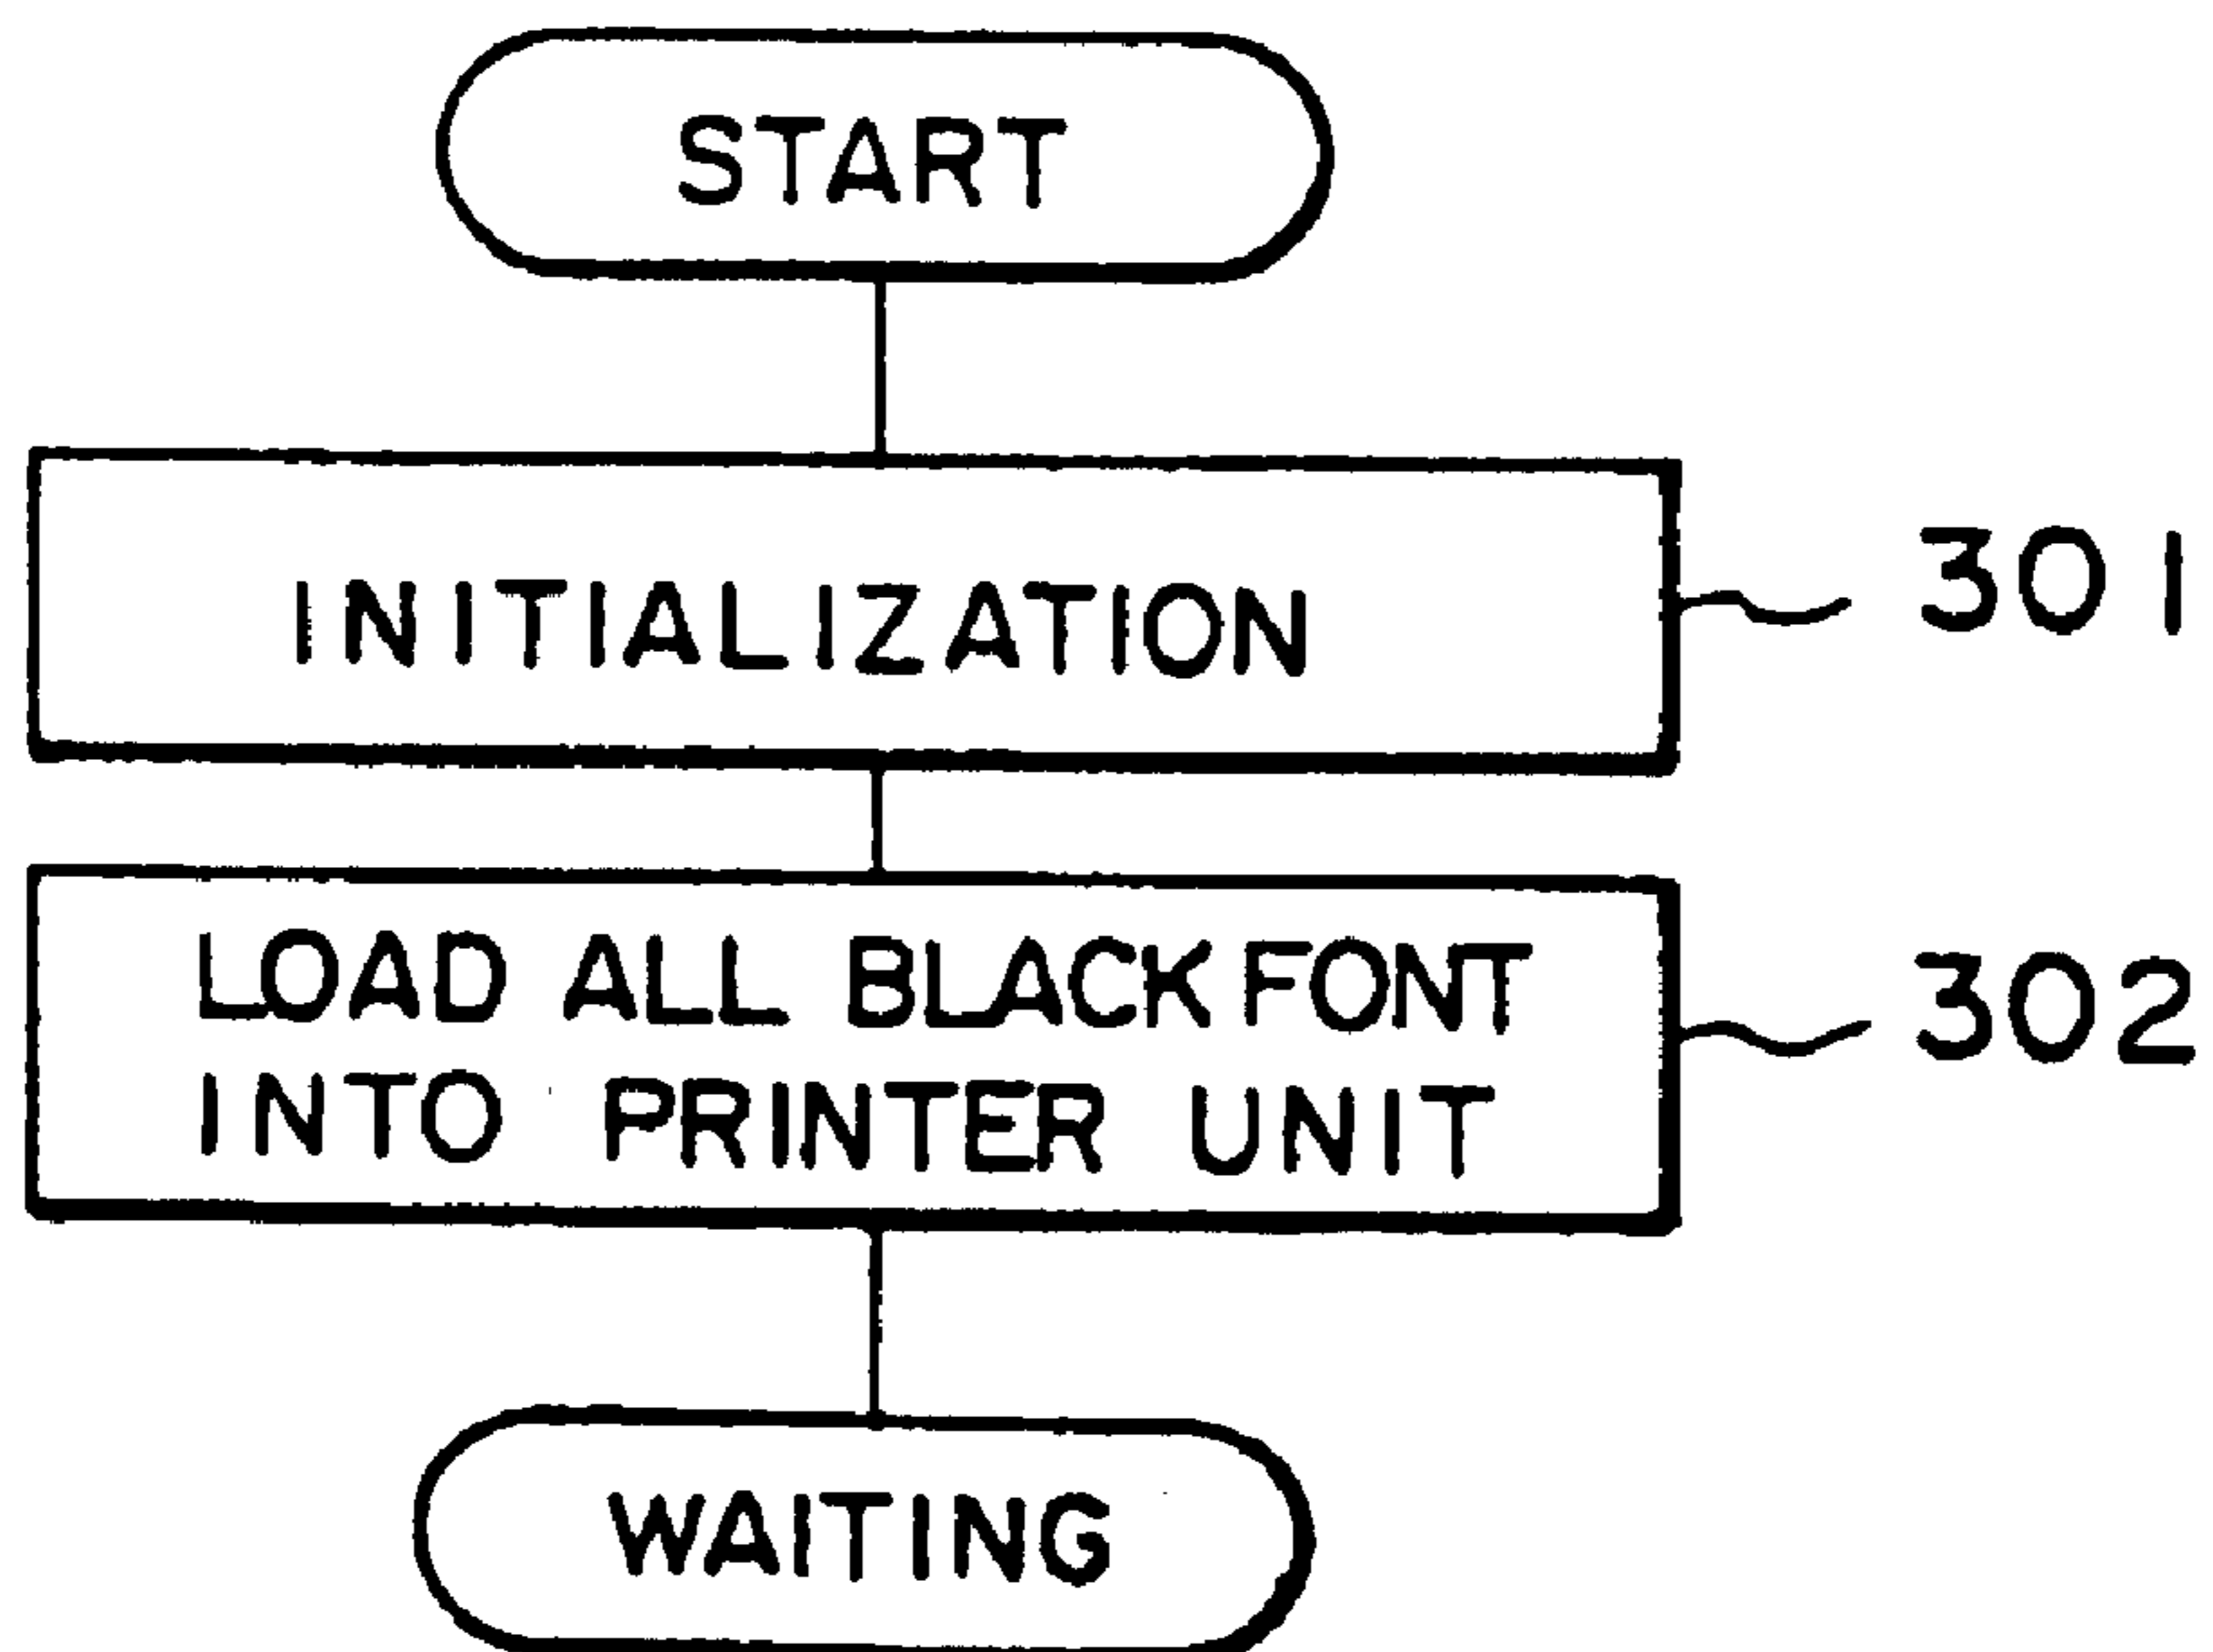 START
INITIALIZATION
301
LOAD ALL BLACK FONT
INTO PRINTER UNIT
302
WAITING